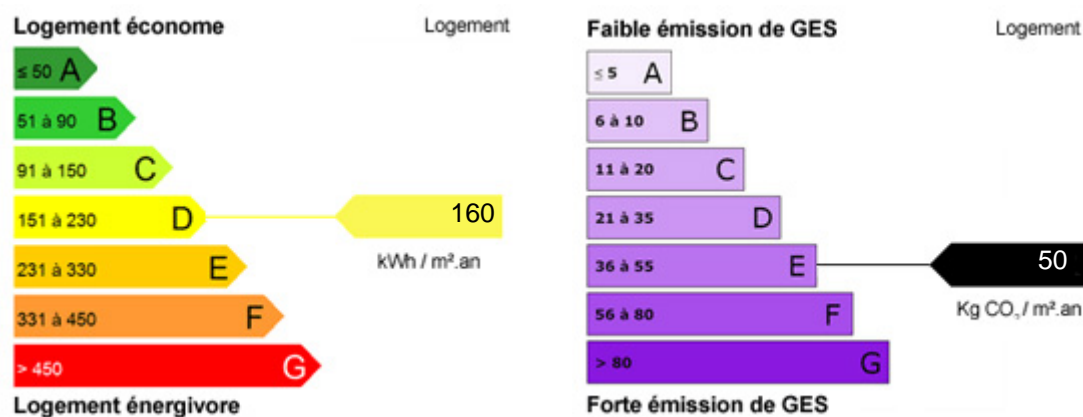 Logement économe
Logement
≤ 50 A
51 à 90 B
91 à 150 C
151 à 230 D
160
231 à 330 E
kWh / m².an
331 à 450 F
> 450 G
Logement énergivore
Faible émission de GES
Logement
≤ 5 A
6 à 10 B
11 à 20 C
21 à 35 D
36 à 55 E
50
56 à 80 F
Kg CO₂ / m².an
> 80 G
Forte émission de GES